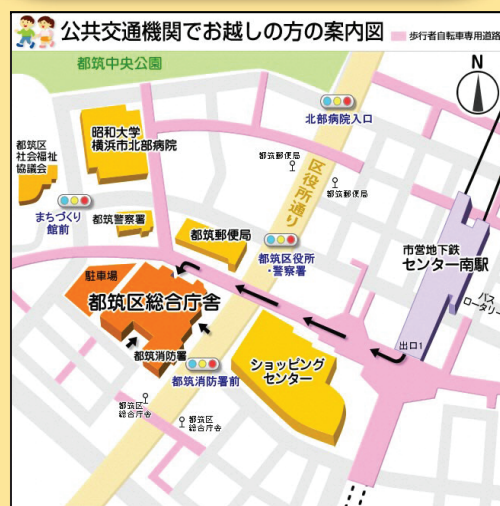 公共交通機関でお越しの方の案内図
歩行者自転車専用道路
都筑中央公園
N
北部病院入口
昭和大学
横浜市北部病院
都筑区
社会福祉
協議会
都筑郵便局
都筑郵便局
区役所通り
まちづくり
館前
都筑警察署
都筑郵便局
都筑区役所
・警察署
市営地下鉄
センター南駅
バス
ロータリー
駐車場
都筑区総合庁舎
出口1
都筑消防署
ショッピング
センター
都筑消防署前
都筑区
総合庁舎
都筑区
総合庁舎